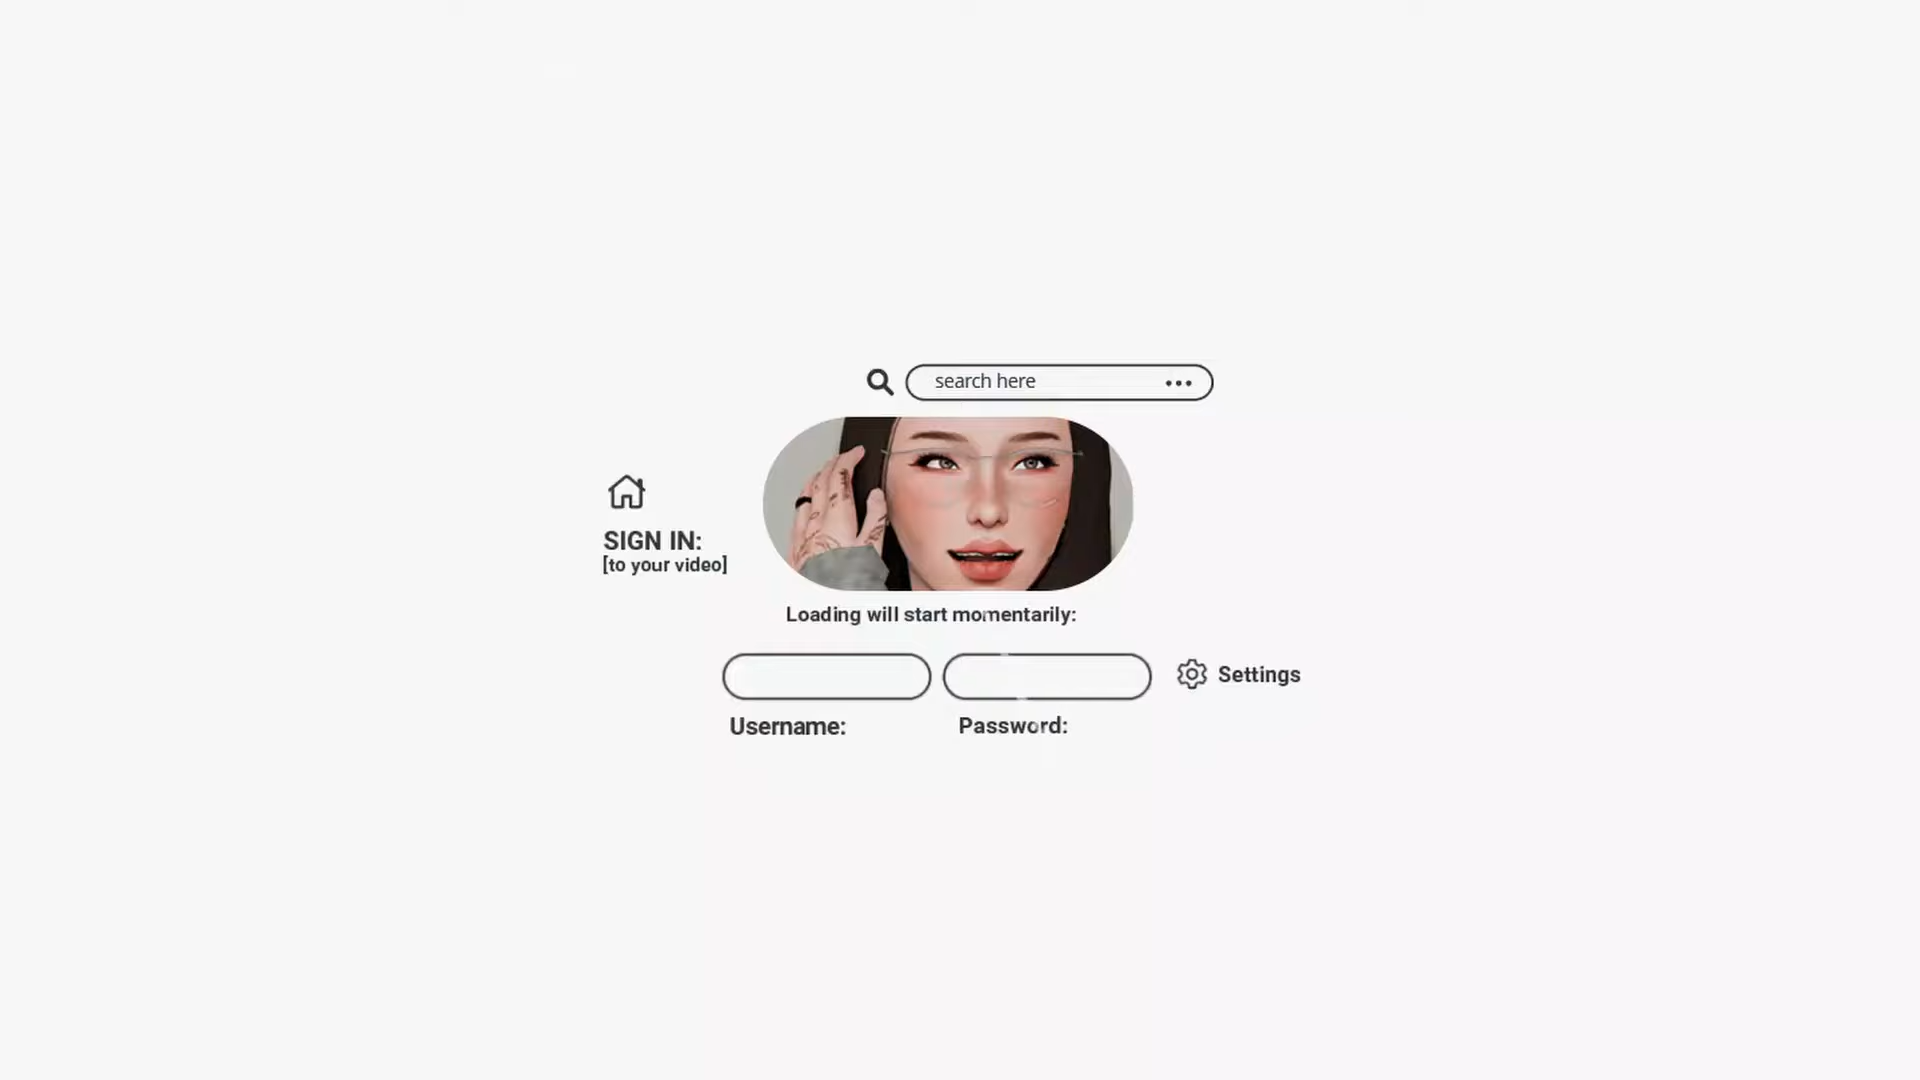 search here
SIGN IN:
[to your video]
Loading will start momentarily:
Settings
Username:
Password: